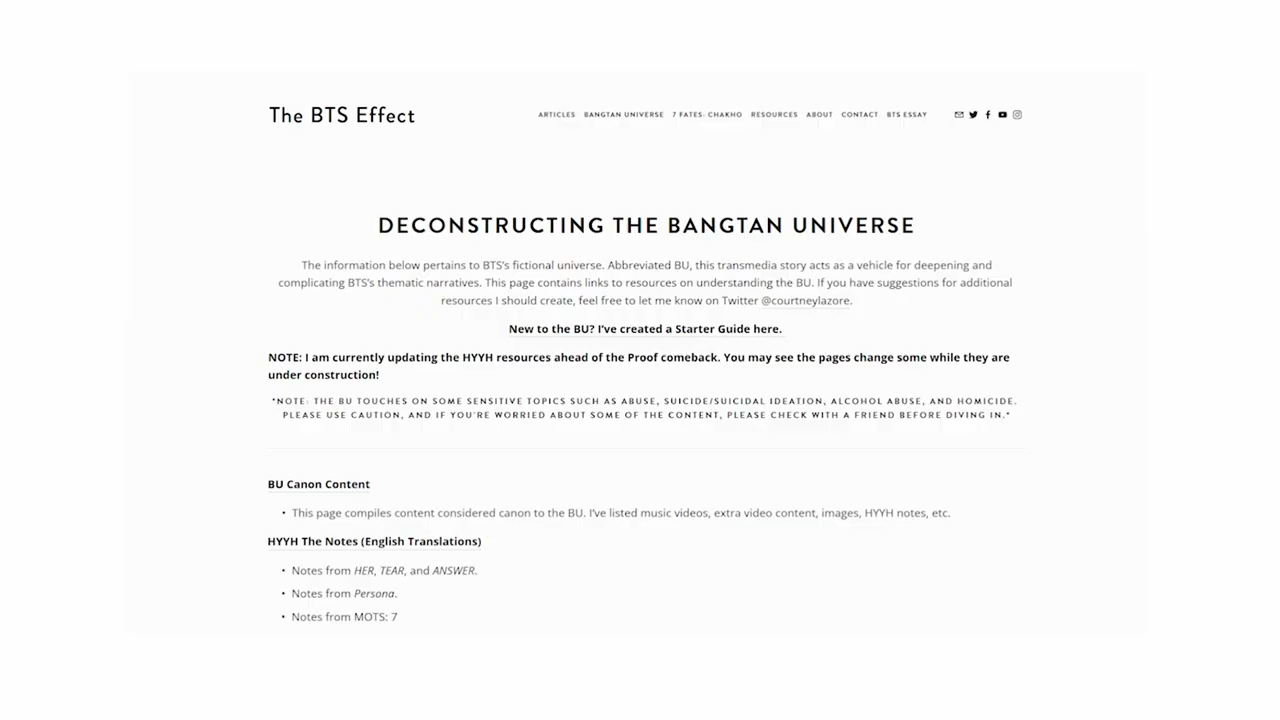 The BTS Effect
ARTICLES BANGTAN UNIVERSE 7 FATES: CHAKHO RESOURCES ABOUT CONTACT BTS ESSAY
DECONSTRUCTING THE BANGTAN UNIVERSE
The information below pertains to BTS's fictional universe. Abbreviated BU, this transmedia story acts as a vehicle for deepening and
complicating BTS's thematic narratives. This page contains links to resources on understanding the BU. If you have suggestions for additional
resources I should create, feel free to let me know on Twitter @courtneylazore.
New to the BU? I've created a Starter Guide here.
NOTE: I am currently updating the HYYH resources ahead of the Proof comeback. You may see the pages change some while they are
under construction!
*NOTE: THE BU TOUCHES ON SOME SENSITIVE TOPICS SUCH AS ABUSE, SUICIDE/SUICIDAL IDEATION, ALCOHOL ABUSE, AND HOMICIDE.
PLEASE USE CAUTION, AND IF YOU'RE WORRIED ABOUT SOME OF THE CONTENT, PLEASE CHECK WITH A FRIEND BEFORE DIVING IN.*
BU Canon Content
• This page compiles content considered canon to the BU. I've listed music videos, extra video content, images, HYYH notes, etc.
HYYH The Notes (English Translations)
• Notes from HER, TEAR, and ANSWER.
• Notes from Persona.
• Notes from MOTS: 7